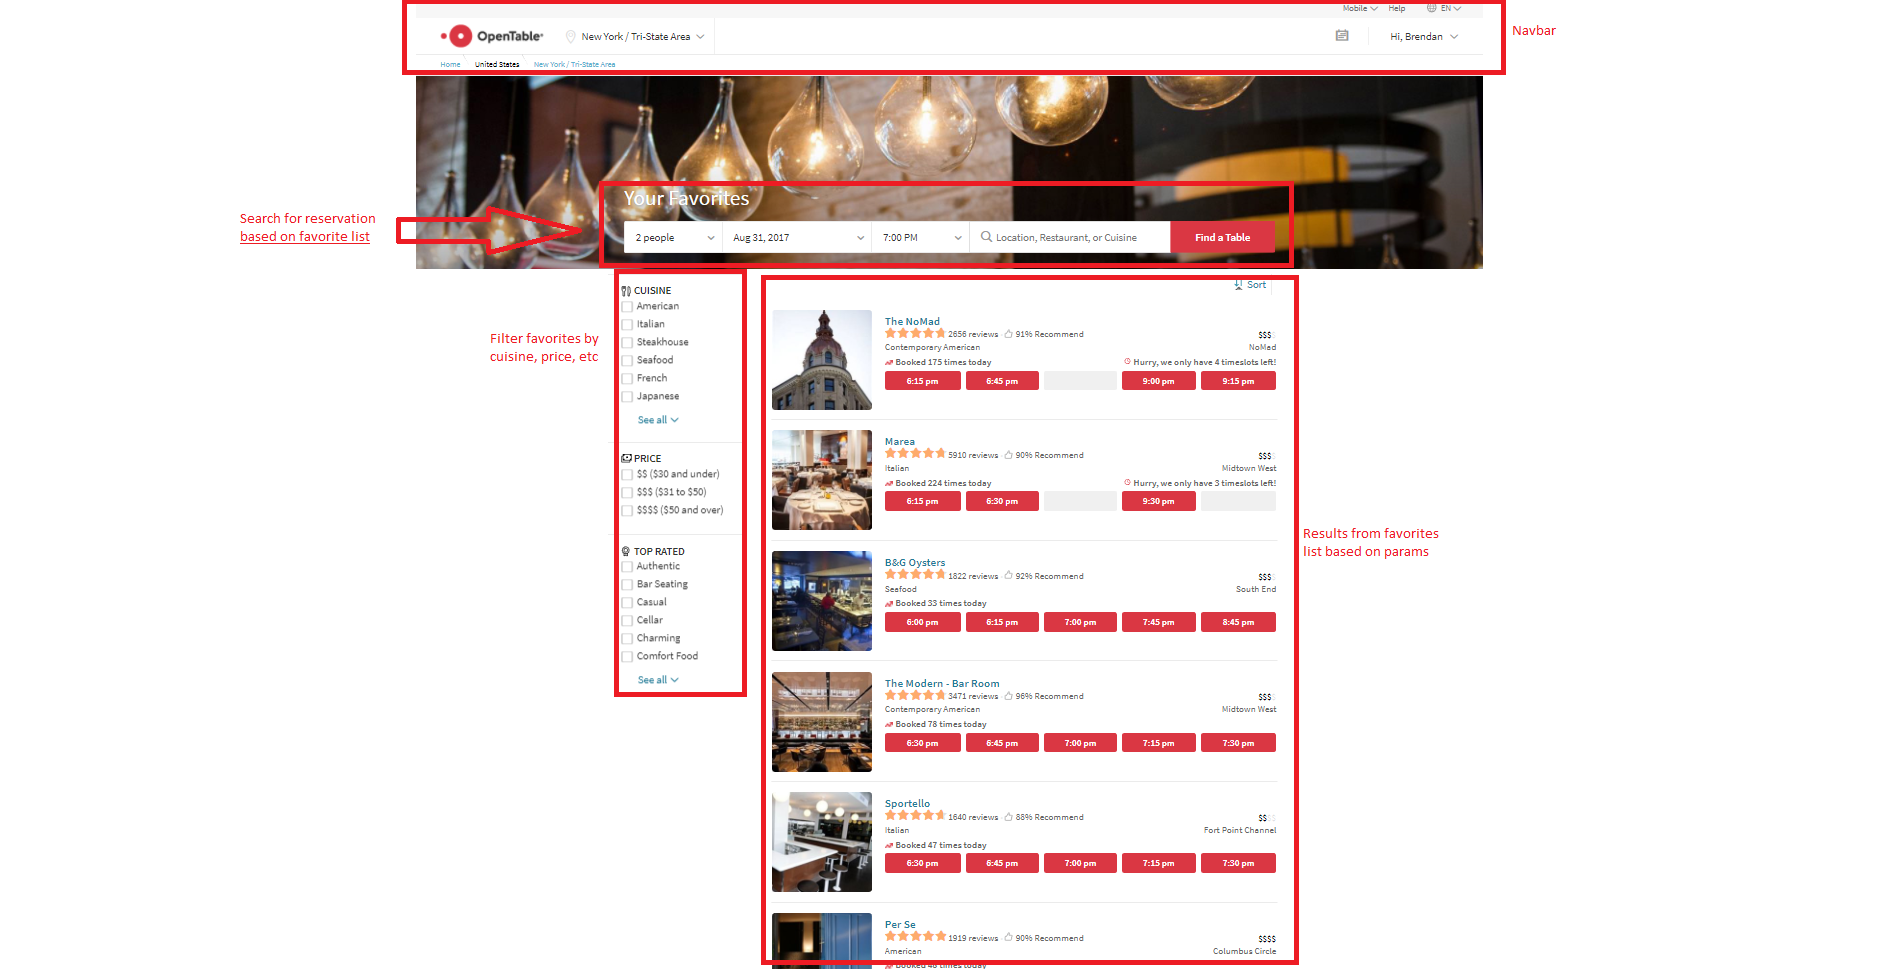 Mobile Help EN
OpenTable® New York / Tri-State Area Hi, Brendan
Navbar
Home United States New York / Tri-State Area
Your Favorites
Search for reservation
based on favorite list
2 people Aug 31, 2017 7:00 PM Location, Restaurant, or Cuisine Find a Table
CUISINE
American
Italian
Steakhouse
Seafood
French
Japanese
See all
Filter favorites by
cuisine, price, etc
PRICE
$$ ($30 and under)
$$$ ($31 to $50)
$$$$ ($50 and over)
TOP RATED
Authentic
Bar Seating
Casual
Cellar
Charming
Comfort Food
See all
Sort
The NoMad
2656 reviews 91% Recommend $$$
Contemporary American NoMad
Booked 175 times today Hurry, we only have 4 timeslots left!
6:15 pm 6:45 pm 9:00 pm 9:15 pm
Marea
5910 reviews 90% Recommend $$$
Italian Midtown West
Booked 224 times today Hurry, we only have 3 timeslots left!
6:15 pm 6:30 pm 9:30 pm
B&G Oysters
1822 reviews 92% Recommend $$$
Seafood South End
Booked 33 times today
6:00 pm 6:15 pm 7:00 pm 7:45 pm 8:45 pm
The Modern - Bar Room
3471 reviews 96% Recommend $$$
Contemporary American Midtown West
Booked 78 times today
6:30 pm 6:45 pm 7:00 pm 7:15 pm 7:30 pm
Sportello
1640 reviews 88% Recommend $$
Italian Fort Point Channel
Booked 47 times today
6:30 pm 6:45 pm 7:00 pm 7:15 pm 7:30 pm
Per Se
1919 reviews 90% Recommend $$$$
American Columbus Circle
Results from favorites
list based on params